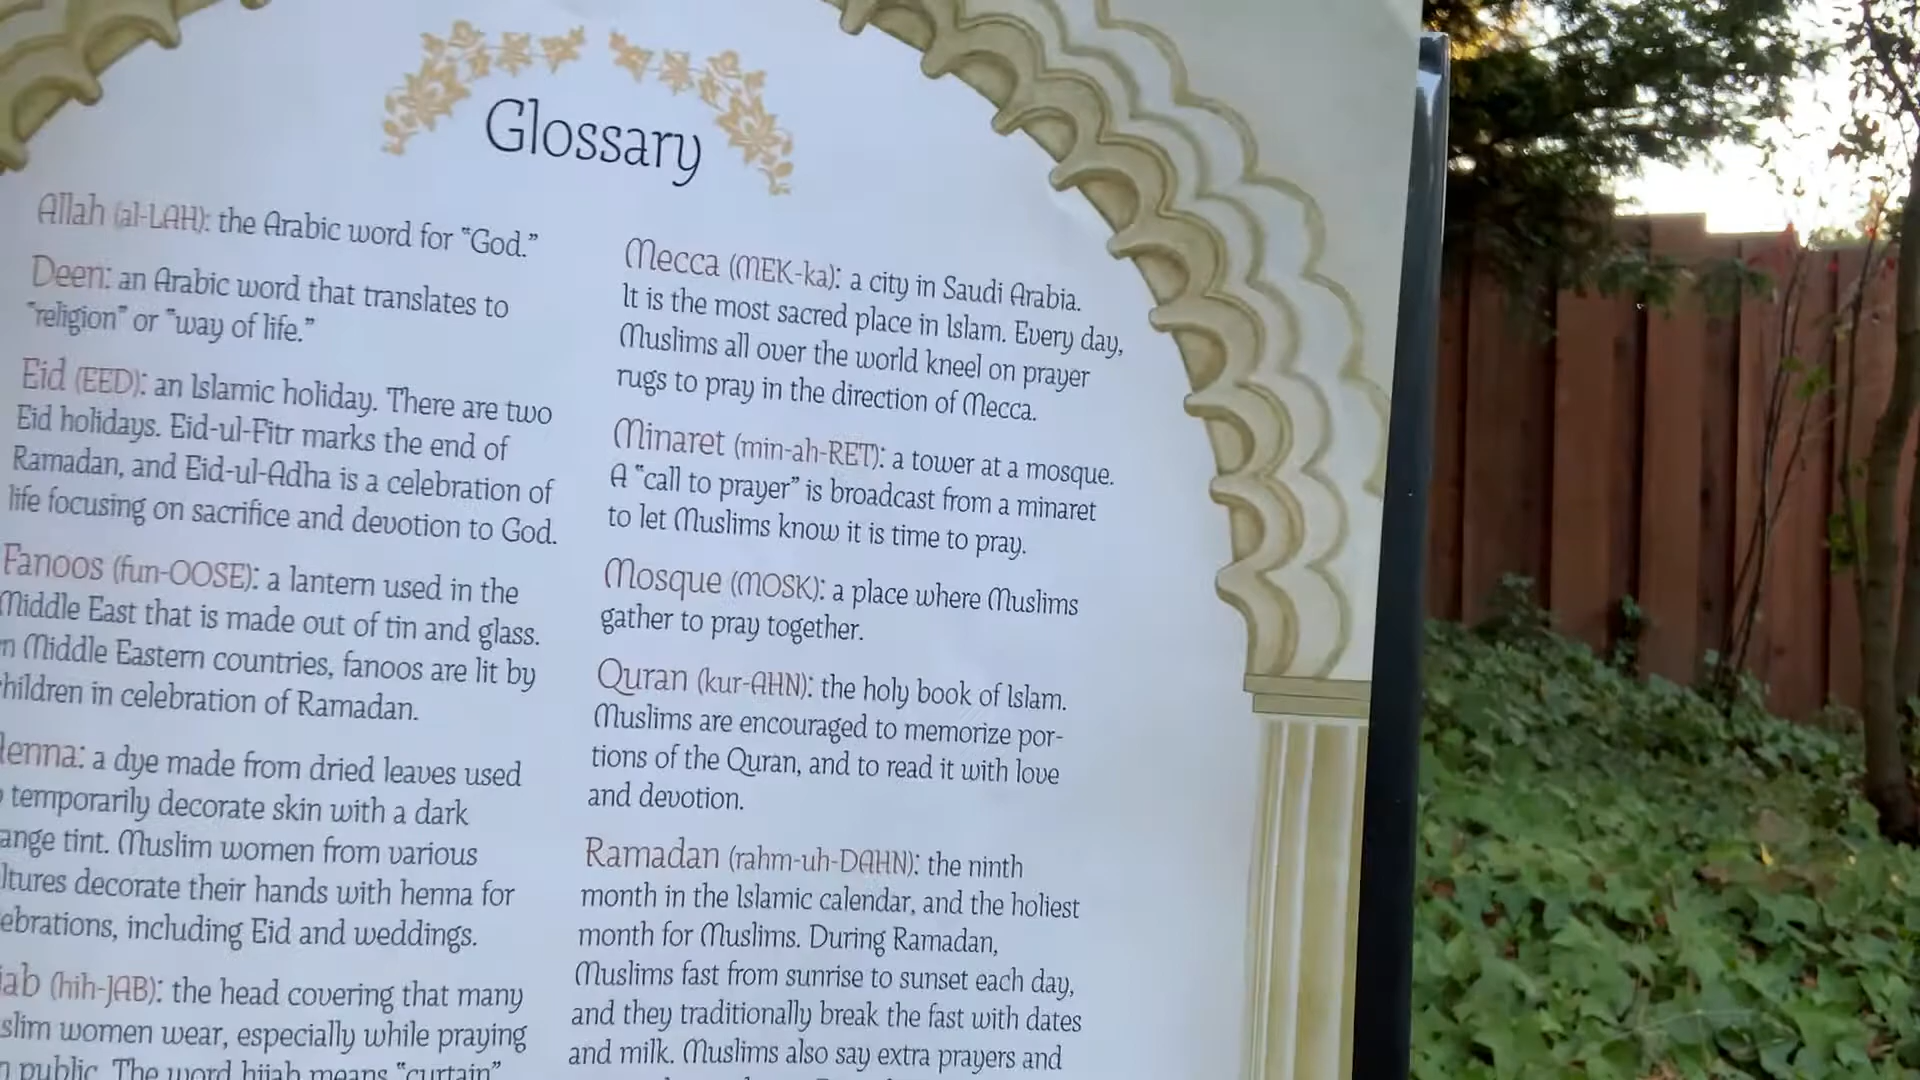 Glossary
Allah (al-LAH): the Arabic word for "God."
Deen: an Arabic word that translates to
"religion" or "way of life."
Eid (EED): an Islamic holiday. There are two
Eid holidays. Eid-ul-Fitr marks the end of
Ramadan, and Eid-ul-Adha is a celebration of
life focusing on sacrifice and devotion to God.
Fanoos (fun-OOSE): a lantern used in the
Middle East that is made out of tin and glass.
n Middle Eastern countries, fanoos are lit by
hildren in celebration of Ramadan.
enna: a dye made from dried leaves used
temporarily decorate skin with a dark
ange tint. Muslim women from various
ltures decorate their hands with henna for
ebrations, including Eid and weddings.
jab (hih-JAB): the head covering that many
slim women wear, especially while praying
n public. The word hijab means "curtain"
Mecca (MEK-ka): a city in Saudi Arabia.
It is the most sacred place in Islam. Every day,
Muslims all over the world kneel on prayer
rugs to pray in the direction of Mecca.
Minaret (min-ah-RET): a tower at a mosque.
A "call to prayer" is broadcast from a minaret
to let Muslims know it is time to pray.
Mosque (MOSK): a place where Muslims
gather to pray together.
Quran (kur-AHN): the holy book of Islam.
Muslims are encouraged to memorize por-
tions of the Quran, and to read it with love
and devotion.
Ramadan (rahm-uh-DAHN): the ninth
month in the Islamic calendar, and the holiest
month for Muslims. During Ramadan,
Muslims fast from sunrise to sunset each day,
and they traditionally break the fast with dates
and milk. Muslims also say extra prayers and